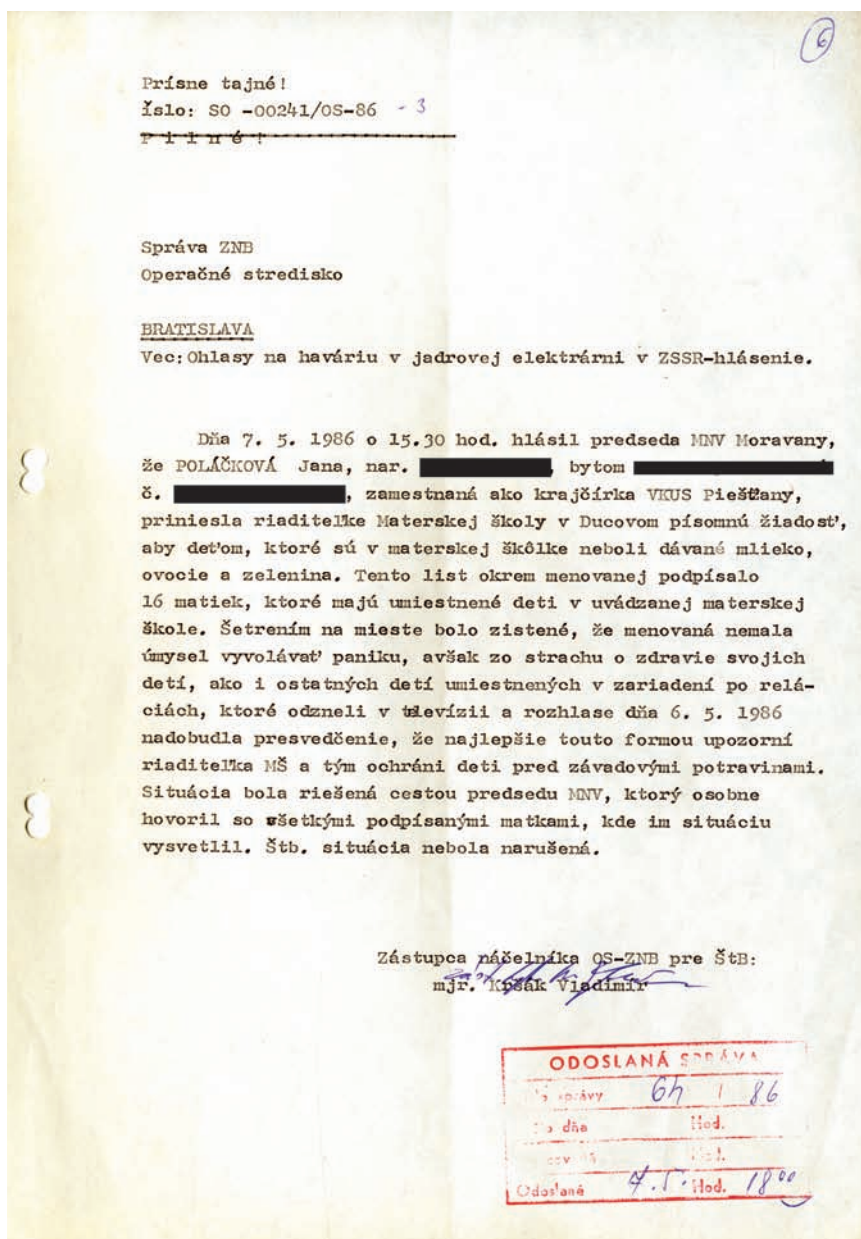 6
Prísne tajné!
íslo: SO -00241/OS-86 - 3
P i l n é !
Správa ZNB
Operačné stredisko
BRATISLAVA
Vec: Ohlasy na haváriu v jadrovej elektrárni v ZSSR-hlásenie.
Dňa 7. 5. 1986 o 15.30 hod. hlásil predseda MNV Moravany,
že POLÁČKOVÁ Jana, nar. , bytom
č. , zamestnaná ako krajčírka VKUS Piešťany,
priniesla riaditeľke Materskej školy v Ducovom písomnú žiadosť,
aby deťom, ktoré sú v materskej škôlke neboli dávané mlieko,
ovocie a zelenina. Tento list okrem menovanej podpísalo
16 matiek, ktoré majú umiestnené deti v uvádzanej materskej
škole. Šetrením na mieste bolo zistené, že menovaná nemala
úmysel vyvolávať paniku, avšak zo strachu o zdravie svojich
detí, ako i ostatných detí umiestnených v zariadení po relá-
ciách, ktoré odzneli v televízii a rozhlase dňa 6. 5. 1986
nadobudla presvedčenie, že najlepšie touto formou upozorní
riaditeľka MŠ a tým ochráni deti pred závadovými potravinami.
Situácia bola riešená cestou predsedu MNV, ktorý osobne
hovoril so všetkými podpísanými matkami, kde im situáciu
vysvetlil. Štb. situácia nebola narušená.
Zástupca náčelníka OS-ZNB pre ŠtB:
mjr. Kpšák Vladimír
ODOSLANÁ SPRÁVA
správy 6h / 86
dňa Hod.
Odoslané 7.5. Hod. 18 00